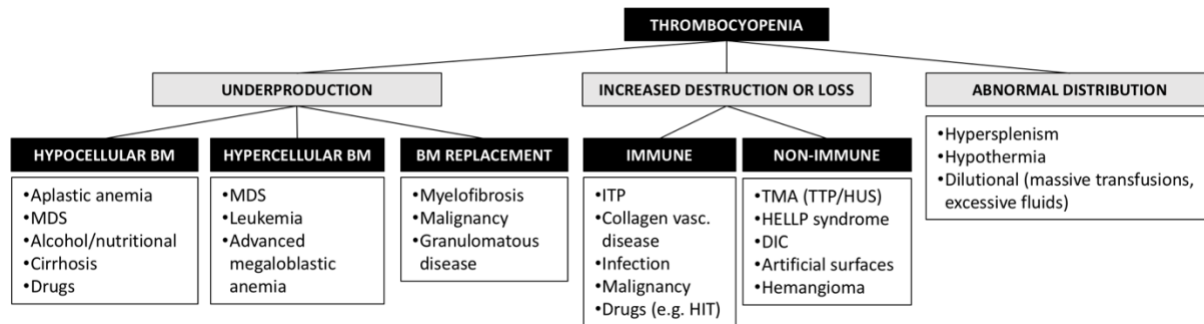 THROMBOCYOPENIA
UNDERPRODUCTION
INCREASED DESTRUCTION OR LOSS
ABNORMAL DISTRIBUTION
HYPOCELLULAR BM
•Aplastic anemia
•MDS
•Alcohol/nutritional
•Cirrhosis
•Drugs
HYPERCELLULAR BM
•MDS
•Leukemia
•Advanced
megaloblastic
anemia
BM REPLACEMENT
•Myelofibrosis
•Malignancy
•Granulomatous
disease
IMMUNE
•ITP
•Collagen vasc.
disease
•Infection
•Malignancy
•Drugs (e.g. HIT)
NON-IMMUNE
•TMA (TTP/HUS)
•HELLP syndrome
•DIC
•Artificial surfaces
•Hemangioma
•Hypersplenism
•Hypothermia
•Dilutional (massive transfusions,
excessive fluids)